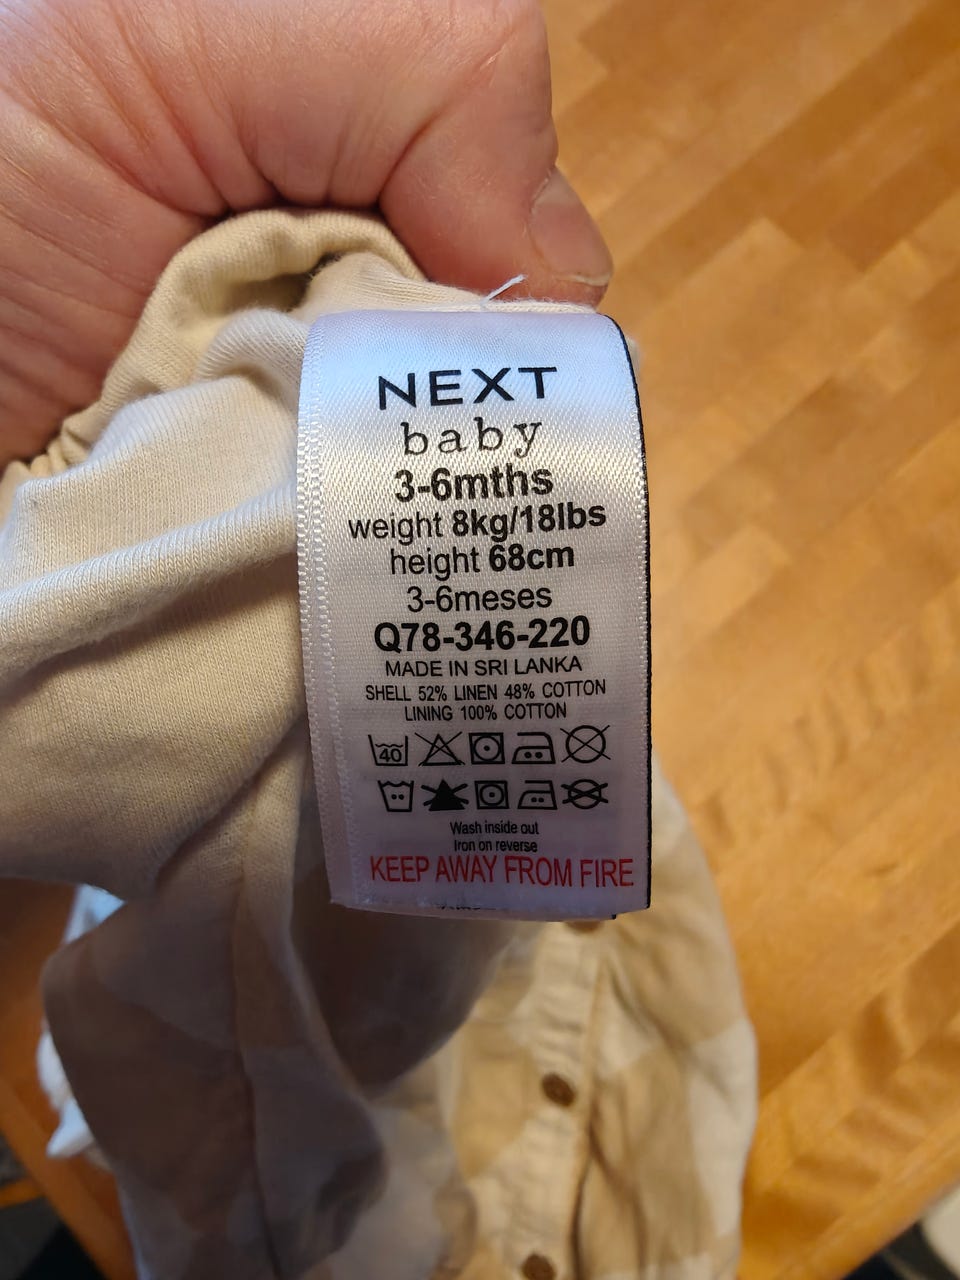 NEXT
baby
3-6mths
weight 8kg/18lbs
height 68cm
3-6meses
Q78-346-220
MADE IN SRI LANKA
SHELL 52% LINEN 48% COTTON
LINING 100% COTTON
40
Wash inside out
Iron on reverse
KEEP AWAY FROM FIRE